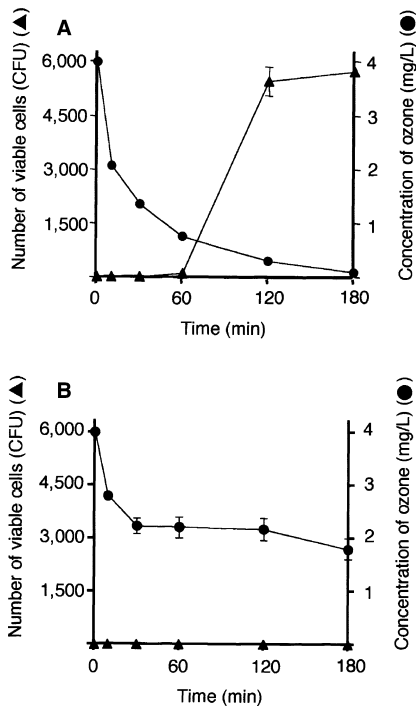 A
Number of viable cells (CFU) (▲)
6,000
4,500
3,000
1,500
4
3
2
1
Concentration of ozone (mg/L) (●)
0 60 120 180
Time (min)
B
Number of viable cells (CFU) (▲)
6,000
4,500
3,000
1,500
4
3
2
1
Concentration of ozone (mg/L) (●)
0 60 120 180
Time (min)